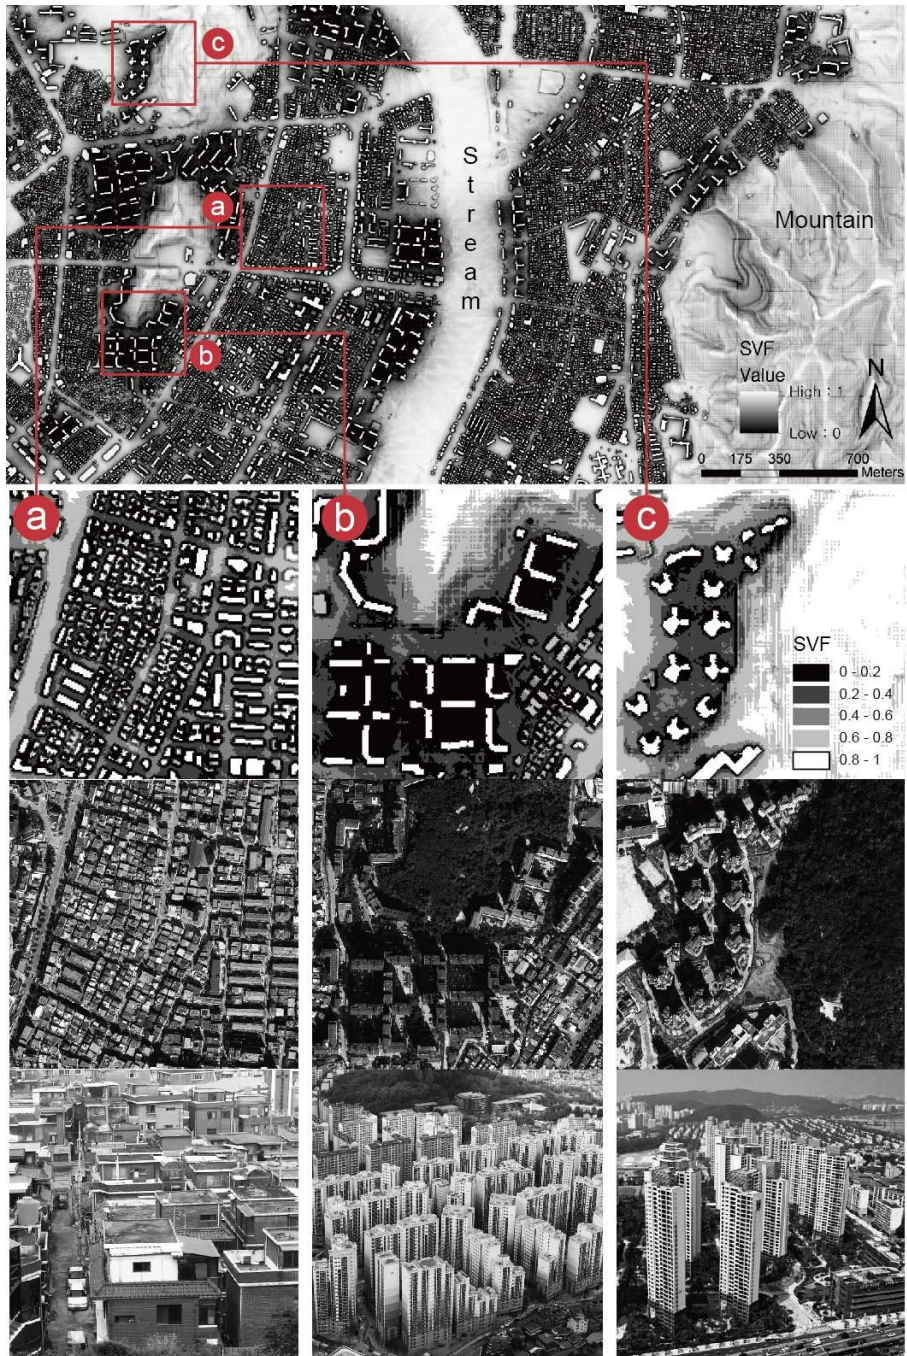 c
Stream
a
Mountain
b
SVF
Value
High : 1
Low : 0
N
0 175 350 700
Meters
a
b
c
SVF
0 - 0.2
0.2 - 0.4
0.4 - 0.6
0.6 - 0.8
0.8 - 1